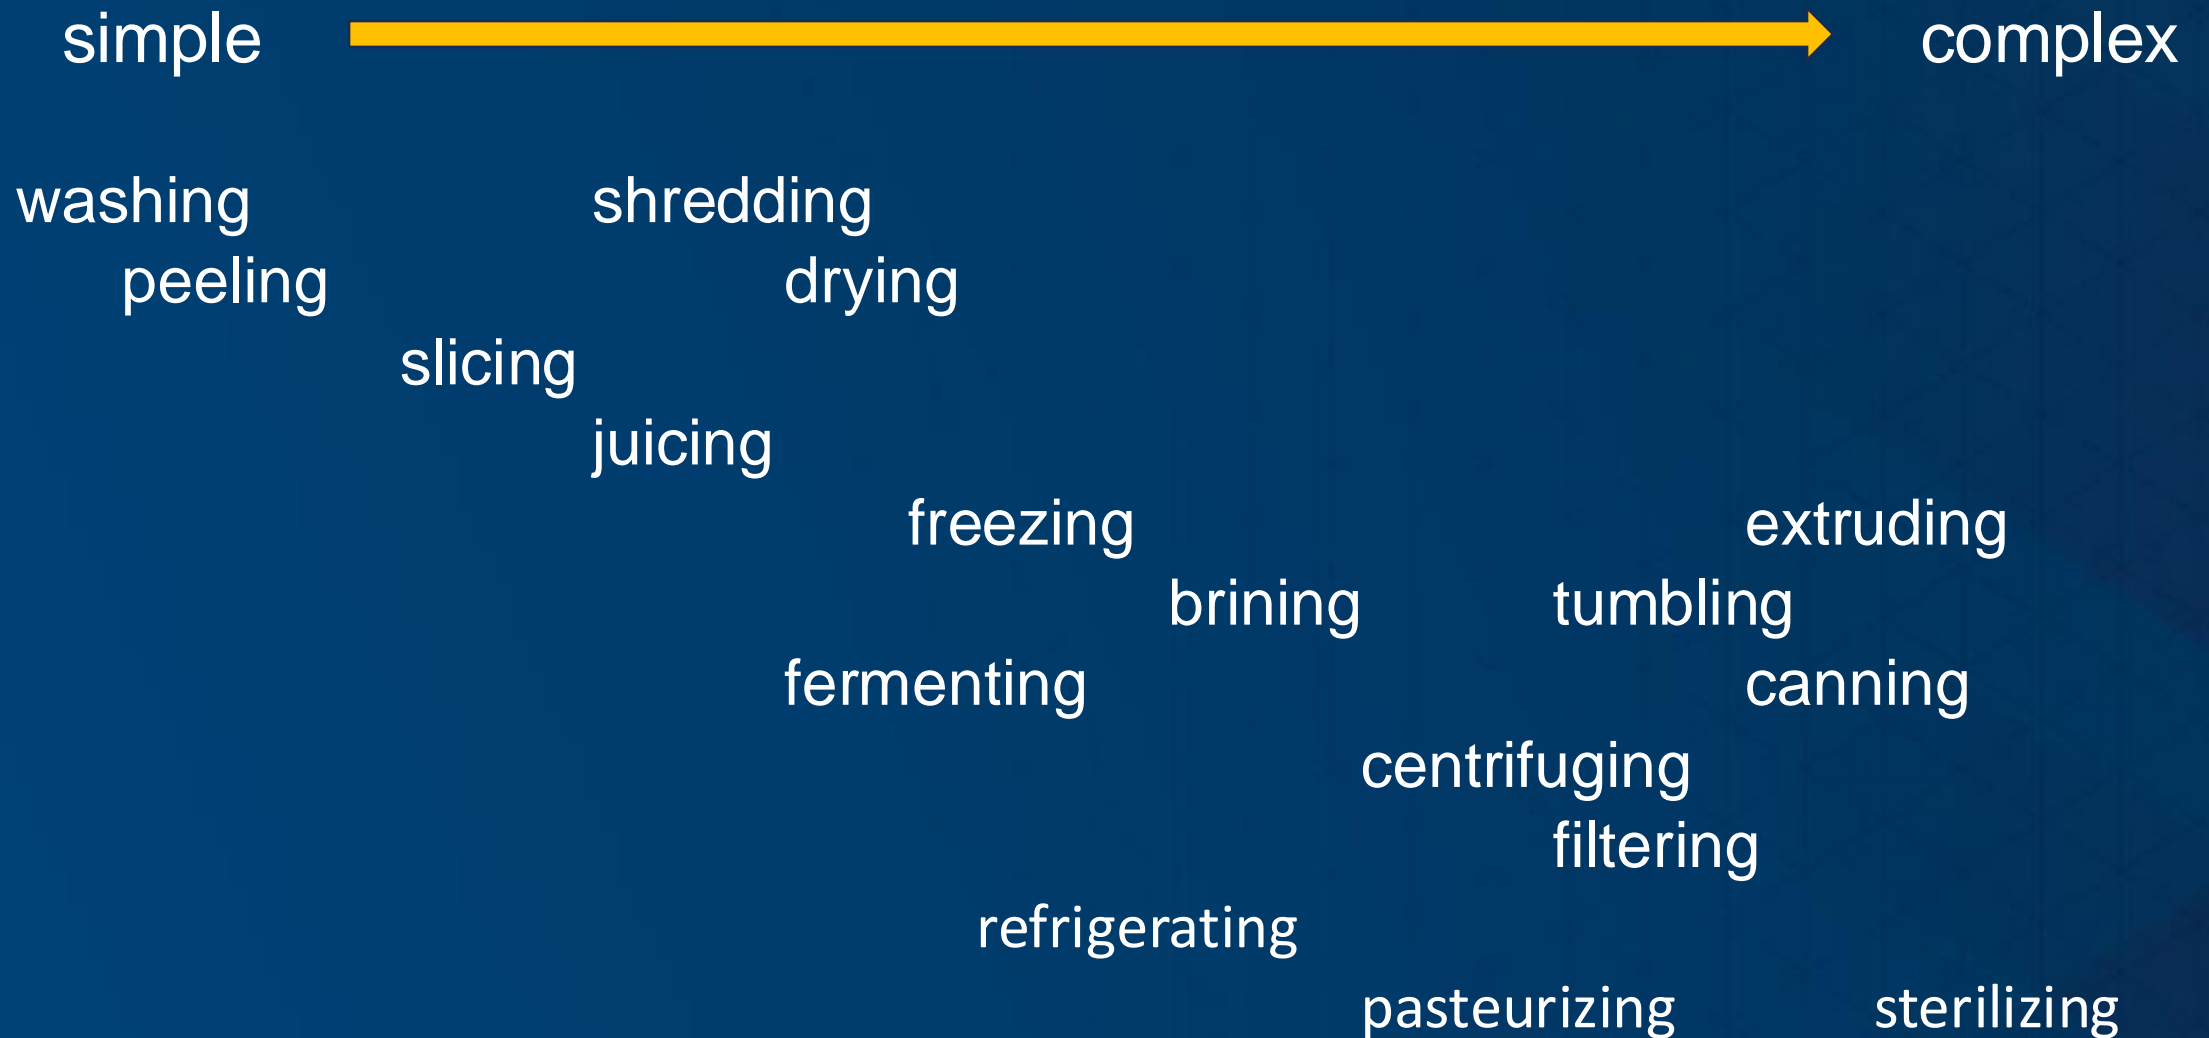 simple complex
washing shredding
peeling drying
slicing
juicing
freezing extruding
brining tumbling
fermenting canning
centrifuging
filtering
refrigerating
pasteurizing sterilizing